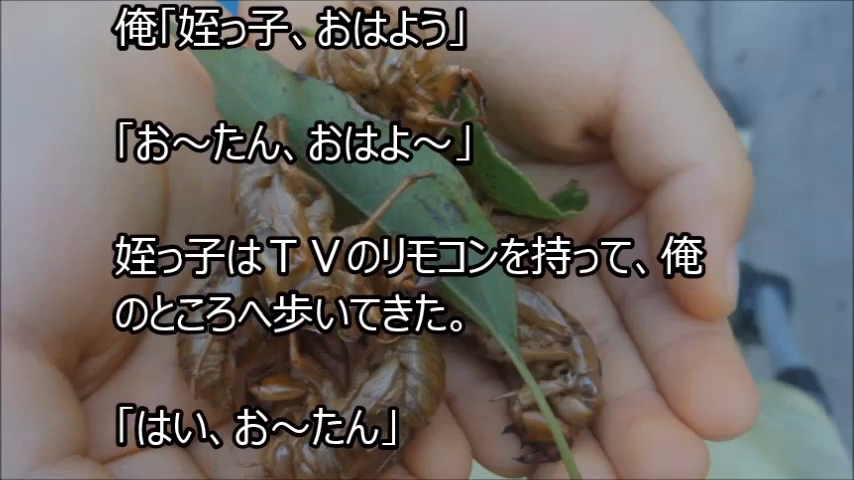 俺「姪っ子、おはよう」
「お～たん、おはよ～」
姪っ子はＴＶのリモコンを持って、俺
のところへ歩いてきた。
「はい、お～たん」